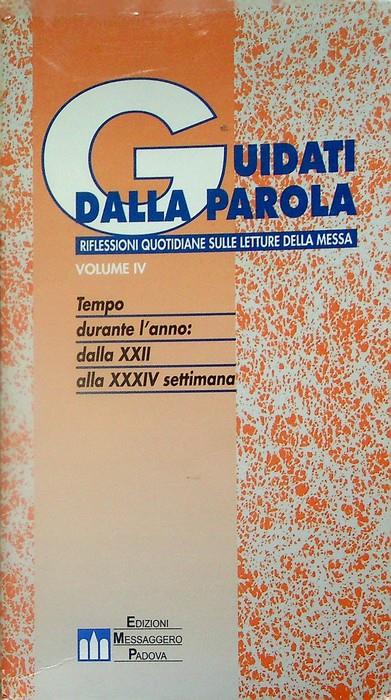 GUIDATI
DALLA PAROLA
RIFLESSIONI QUOTIDIANE SULLE LETTURE DELLA MESSA
VOLUME IV
Tempo
durante l'anno:
dalla XXII
alla XXXIV settimana
EDIZIONI
MESSAGGERO
PADOVA